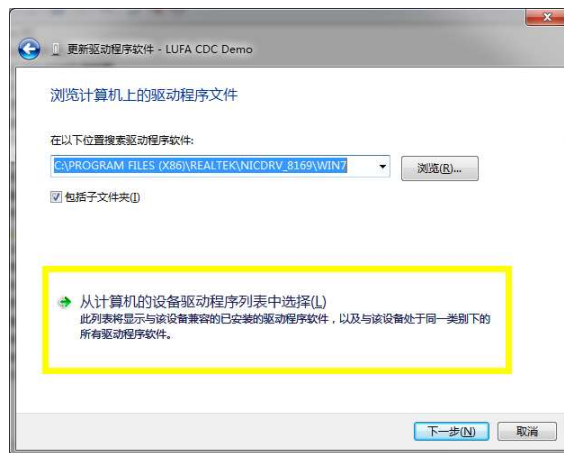 更新驱动程序软件 - LUFA CDC Demo
浏览计算机上的驱动程序文件
在以下位置搜索驱动程序软件:
C:\PROGRAM FILES (X86)\REALTEK\NICDRV_8169\WIN7
浏览(R)...
包括子文件夹(I)
从计算机的设备驱动程序列表中选择(L)
此列表将显示与该设备兼容的已安装的驱动程序软件，以及与该设备处于同一类别下的
所有驱动程序软件。
下一步(N)
取消